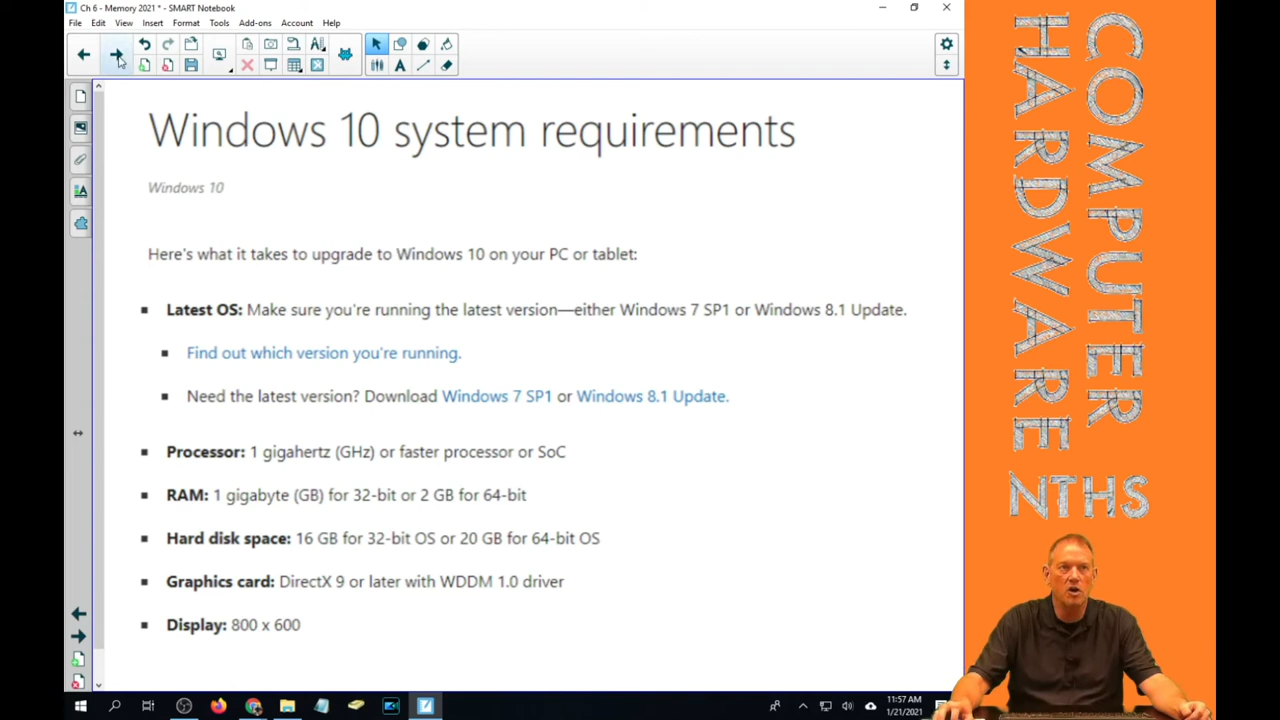 Ch 6 - Memory 2021 * - SMART Notebook
File Edit View Insert Format Tools Add-ons Account Help
Windows 10 system requirements
Windows 10
Here's what it takes to upgrade to Windows 10 on your PC or tablet:
Latest OS: Make sure you're running the latest version—either Windows 7 SP1 or Windows 8.1 Update.
Find out which version you're running.
Need the latest version? Download Windows 7 SP1 or Windows 8.1 Update.
Processor: 1 gigahertz (GHz) or faster processor or SoC
RAM: 1 gigabyte (GB) for 32-bit or 2 GB for 64-bit
Hard disk space: 16 GB for 32-bit OS or 20 GB for 64-bit OS
Graphics card: DirectX 9 or later with WDDM 1.0 driver
Display: 800 x 600
11:57 AM
1/21/2021
COMPUTER
HARDWARE
NTHS